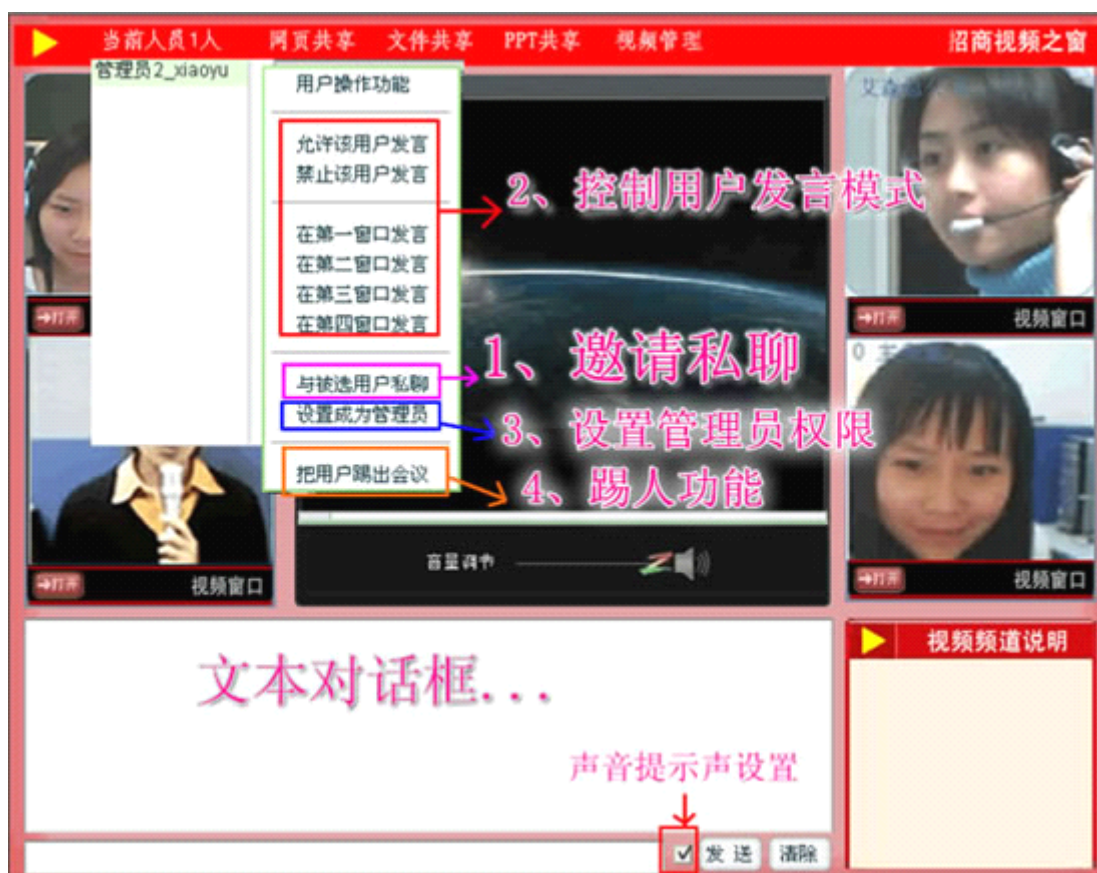 当前人员1人 网页共享 文件共享 PPT共享 视频管理 招商视频之窗
管理员2_xiaoyu
用户操作功能
允许该用户发言
禁止该用户发言
2、控制用户发言模式
在第一窗口发言
在第二窗口发言
在第三窗口发言
在第四窗口发言
打开
打开 视频窗口
1、邀请私聊
与被选用户私聊
设置成为管理员
3、设置管理员权限
把用户踢出会议
4、踢人功能
音量调节
打开 视频窗口
打开 视频窗口
文本对话框...
视频频道说明
声音提示声设置
发送 清除